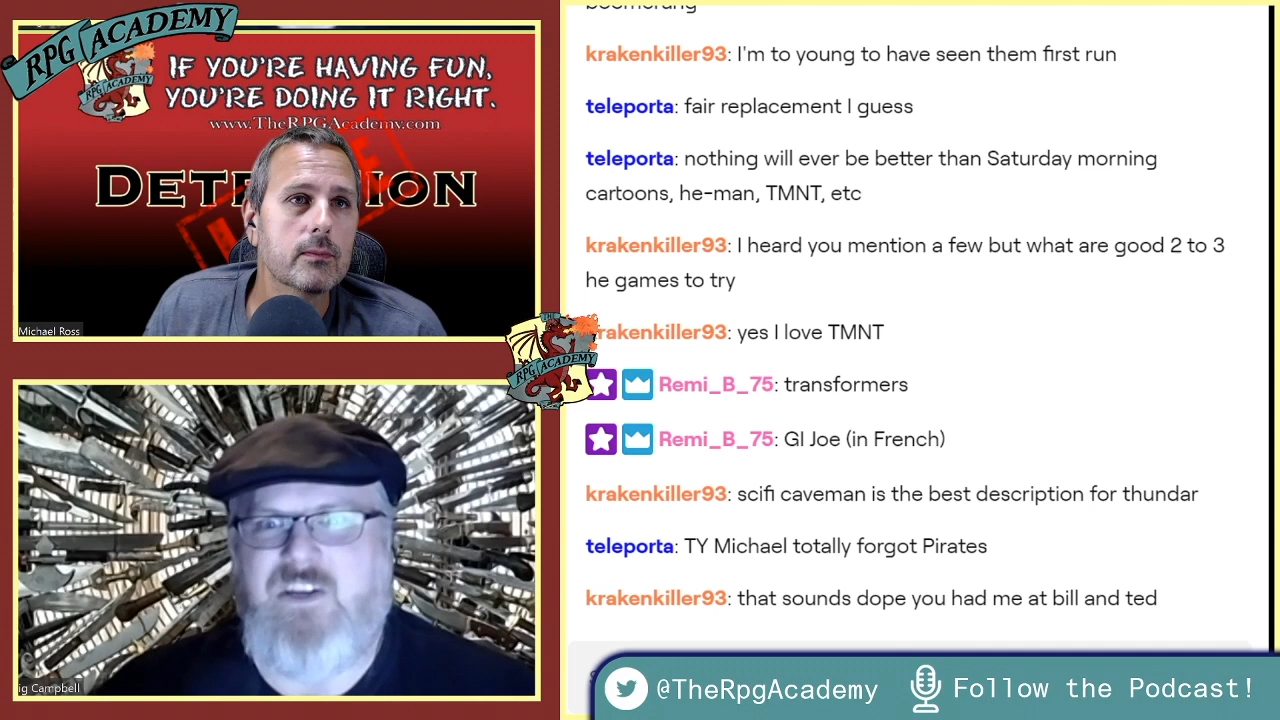 RPG ACADEMY
RPG ACADEMY
IF YOU'RE HAVING FUN,
YOU'RE DOING IT RIGHT.
www.TheRPGAcademy.com
DETE ION
Michael Ross
ig Campbell
THE
RPG ACADEMY
boomerang
krakenkiller93: I'm to young to have seen them first run
teleporta: fair replacement I guess
teleporta: nothing will ever be better than Saturday morning
cartoons, he-man, TMNT, etc
krakenkiller93: I heard you mention a few but what are good 2 to 3
he games to try
rakenkiller93: yes I love TMNT
Remi_B_75: transformers
Remi_B_75: GI Joe (in French)
krakenkiller93: scifi caveman is the best description for thundar
teleporta: TY Michael totally forgot Pirates
krakenkiller93: that sounds dope you had me at bill and ted
@TheRpgAcademy
Follow the Podcast!